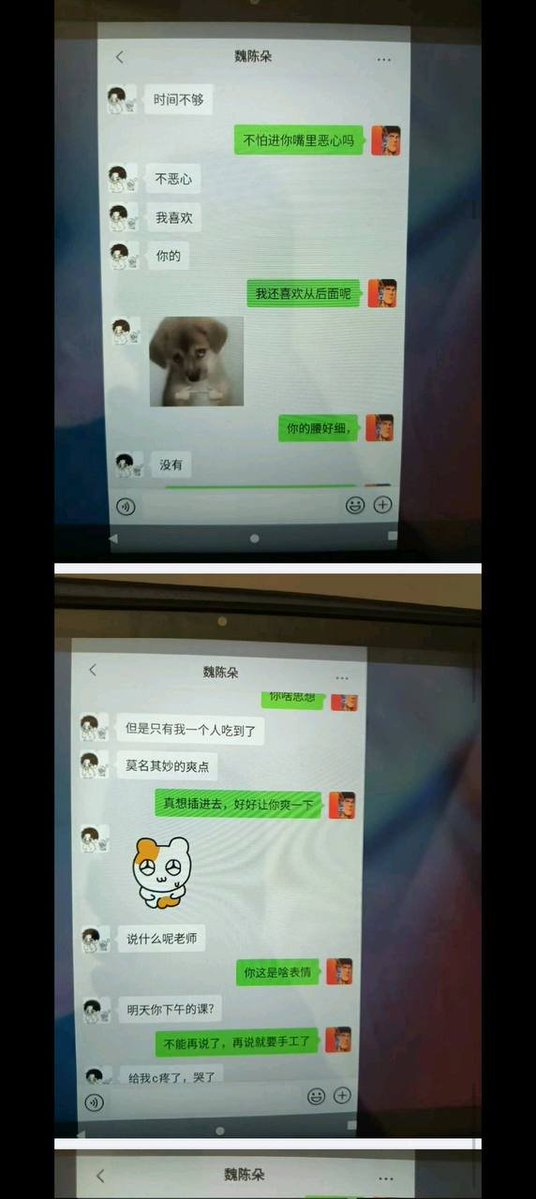 魏陈朵
时间不够
不怕进你嘴里恶心吗
不恶心
我喜欢
你的
我还喜欢从后面呢
你的腰好细，
没有
魏陈朵
你啥思想
但是只有我一个人吃到了
莫名其妙的爽点
真想插进去，好好让你爽一下
说什么呢老师
你这是啥表情
明天你下午的课？
不能再说了，再说就要手工了
给我c疼了，哭了
魏陈朵